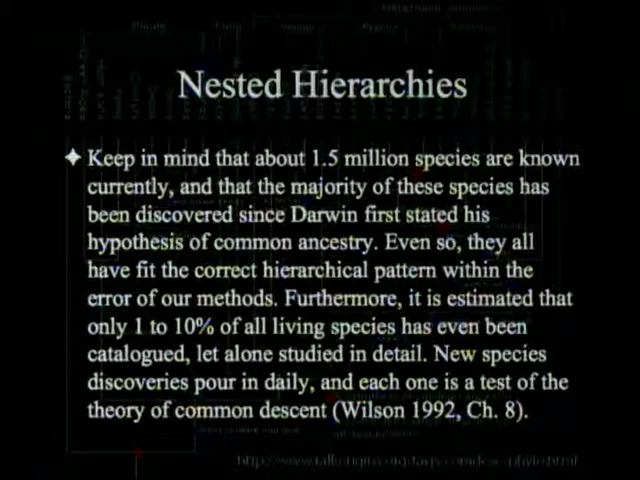 Nested Hierarchies
✦ Keep in mind that about 1.5 million species are known
currently, and that the majority of these species has
been discovered since Darwin first stated his
hypothesis of common ancestry. Even so, they all
have fit the correct hierarchical pattern within the
error of our methods. Furthermore, it is estimated that
only 1 to 10% of all living species has even been
catalogued, let alone studied in detail. New species
discoveries pour in daily, and each one is a test of the
theory of common descent (Wilson 1992, Ch. 8).